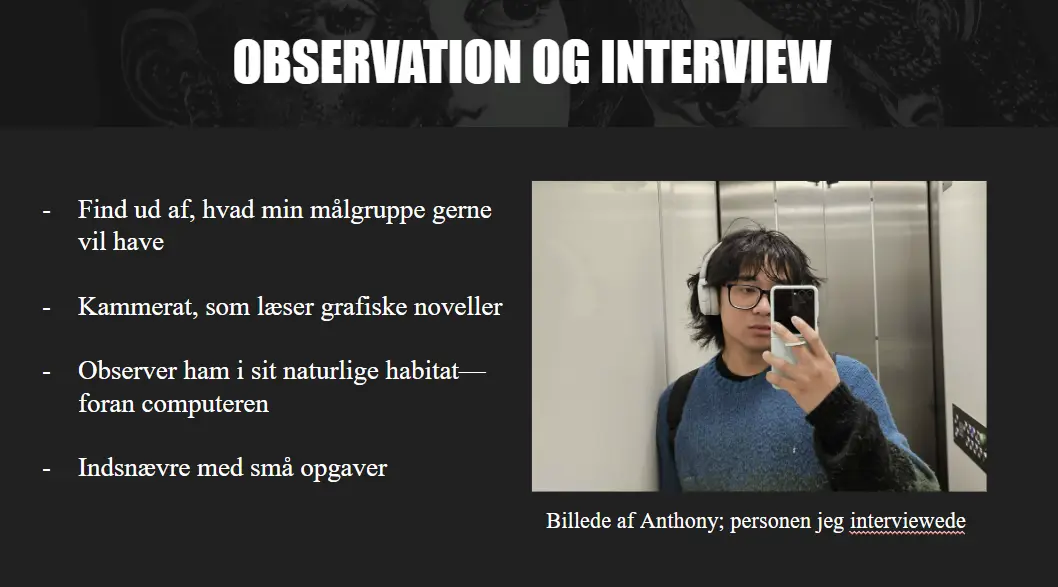 OBSERVATION OG INTERVIEW
- Find ud af, hvad min målgruppe gerne
vil have
- Kammerat, som læser grafiske noveller
- Observer ham i sit naturlige habitat—
foran computeren
- Indsnævre med små opgaver
Billede af Anthony; personen jeg interviewede